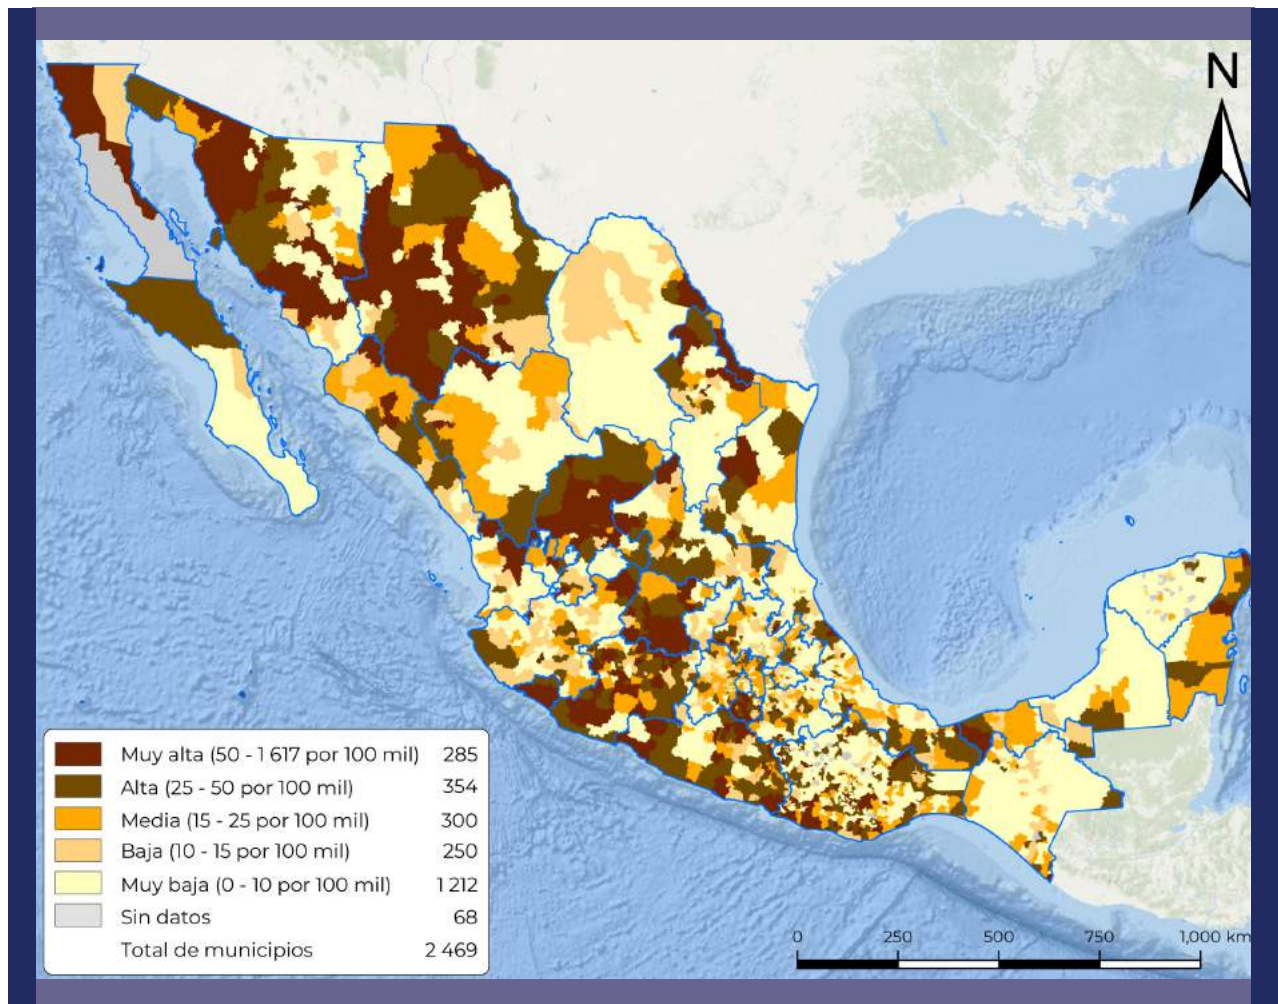 N
Muy alta (50 - 1 617 por 100 mil) 285
Alta (25 - 50 por 100 mil) 354
Media (15 - 25 por 100 mil) 300
Baja (10 - 15 por 100 mil) 250
Muy baja (0 - 10 por 100 mil) 1 212
Sin datos 68
Total de municipios 2 469
0 250 500 750 1,000 km